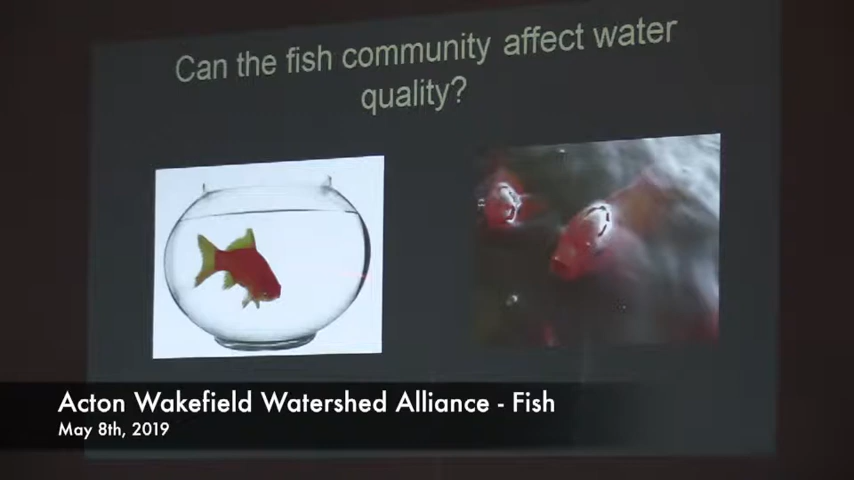 Can the fish community affect water
quality?
Acton Wakefield Watershed Alliance - Fish
May 8th, 2019